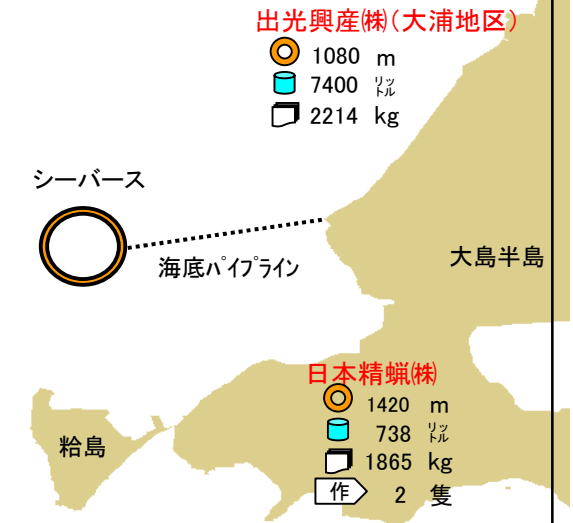 出光興産㈱(大浦地区)
1080 m
7400 ㍑
2214 kg
シーバース
海底ﾊﾟｲﾌﾟﾗｲﾝ
大島半島
日本精蝋㈱
1420 m
738 ㍑
1865 kg
作 2 隻
粭島